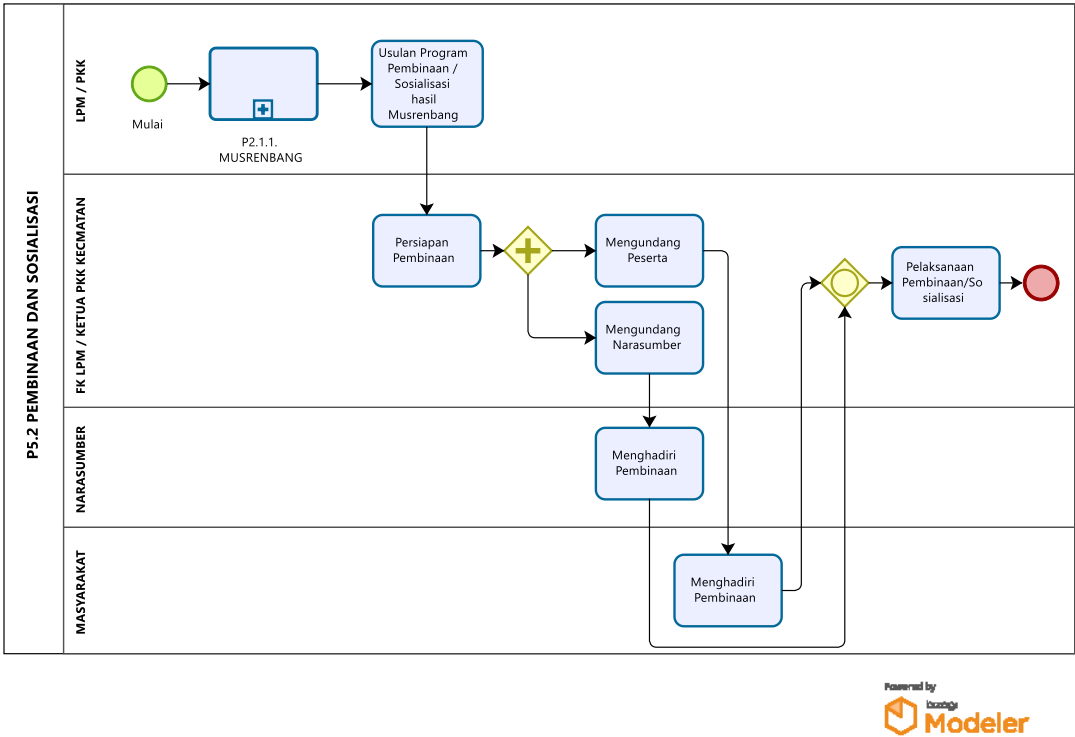 P5.2 PEMBINAAN DAN SOSIALISASI
LPM / PKK
Mulai
P2.1.1.
MUSRENBANG
Usulan Program
Pembinaan /
Sosialisasi
hasil
Musrenbang
FK LPM / KETUA PKK KECMATAN
Persiapan
Pembinaan
Mengundang
Peserta
Mengundang
Narasumber
Pelaksanaan
Pembinaan/So
sialisasi
NARASUMBER
Menghadiri
Pembinaan
MASYARAKAT
Menghadiri
Pembinaan
Powered by
bizagi
Modeler